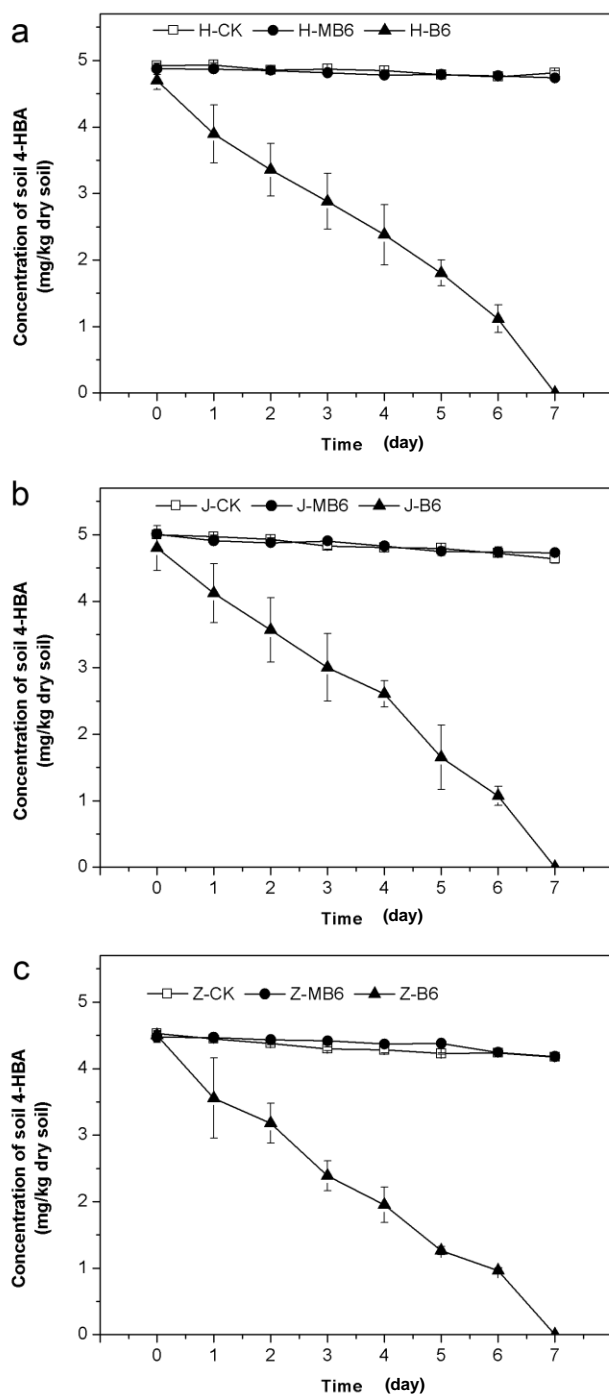 a
H-CK H-MB6 H-B6
5
4
3
2
1
0
Concentration of soil 4-HBA
(mg/kg dry soil)
0 1 2 3 4 5 6 7
Time (day)
b
J-CK J-MB6 J-B6
5
4
3
2
1
0
Concentration of soil 4-HBA
(mg/kg dry soil)
0 1 2 3 4 5 6 7
Time (day)
c
Z-CK Z-MB6 Z-B6
5
4
3
2
1
0
Concentration of soil 4-HBA
(mg/kg dry soil)
0 1 2 3 4 5 6 7
Time (day)